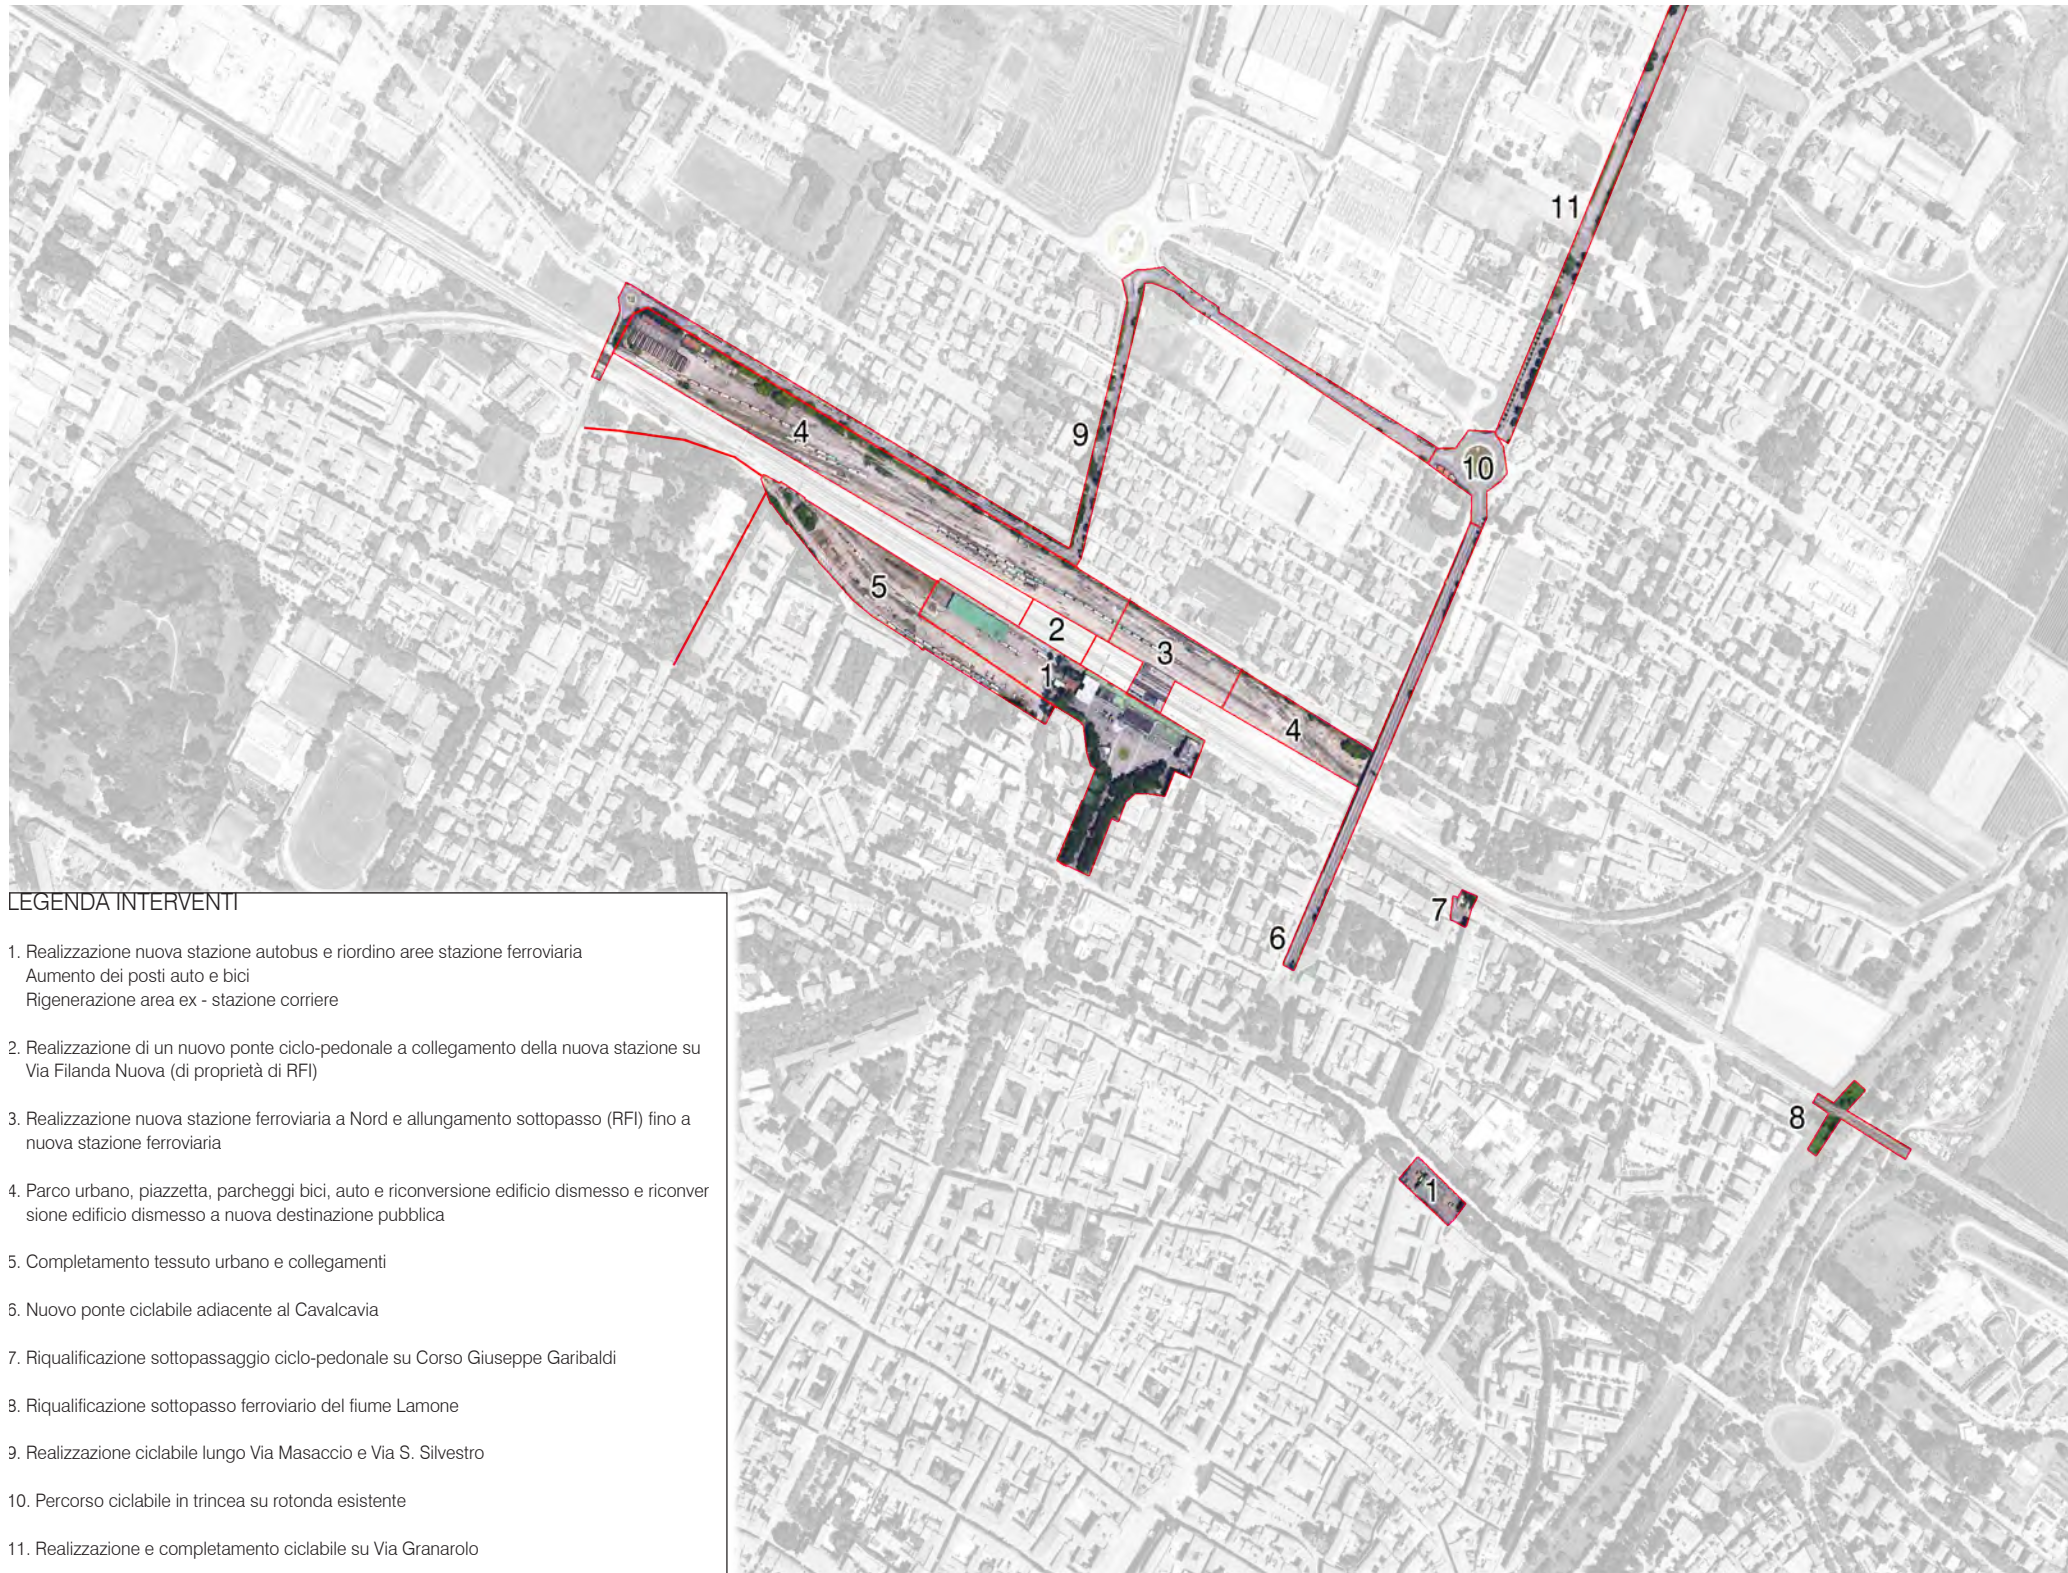 11
4
9
10
5
2
3
1
4
7
6
8
1
LEGENDA INTERVENTI
1. Realizzazione nuova stazione autobus e riordino aree stazione ferroviaria
Aumento dei posti auto e bici
Rigenerazione area ex - stazione corriere
2. Realizzazione di un nuovo ponte ciclo-pedonale a collegamento della nuova stazione su
Via Filanda Nuova (di proprietà di RFI)
3. Realizzazione nuova stazione ferroviaria a Nord e allungamento sottopasso (RFI) fino a
nuova stazione ferroviaria
4. Parco urbano, piazzetta, parcheggi bici, auto e riconversione edificio dismesso e riconver
sione edificio dismesso a nuova destinazione pubblica
5. Completamento tessuto urbano e collegamenti
6. Nuovo ponte ciclabile adiacente al Cavalcavia
7. Riqualificazione sottopassaggio ciclo-pedonale su Corso Giuseppe Garibaldi
8. Riqualificazione sottopasso ferroviario del fiume Lamone
9. Realizzazione ciclabile lungo Via Masaccio e Via S. Silvestro
10. Percorso ciclabile in trincea su rotonda esistente
11. Realizzazione e completamento ciclabile su Via Granarolo